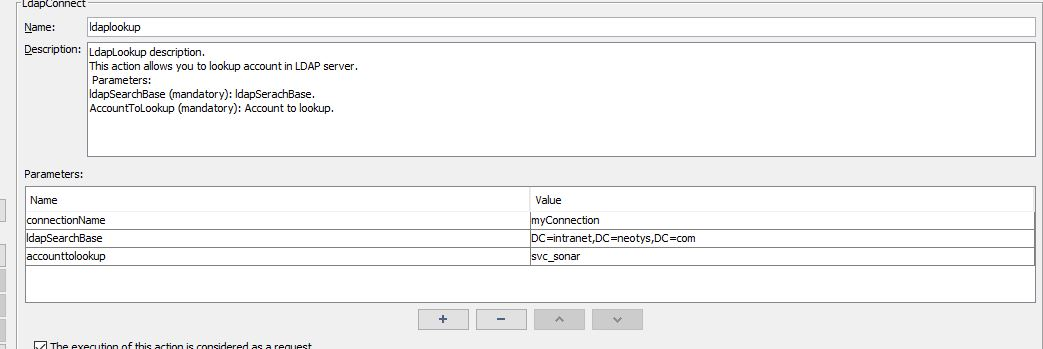 LdapConnect
Name:
ldaplookup
Description:
LdapLookup description.
This action allows you to lookup account in LDAP server.
Parameters:
ldapSearchBase (mandatory): ldapSerachBase.
AccountToLookup (mandatory): Account to lookup.
Parameters:
Name Value
connectionName myConnection
ldapSearchBase DC=intranet,DC=neotys,DC=com
accounttolookup svc_sonar
+ −
The execution of this action is considered as a request